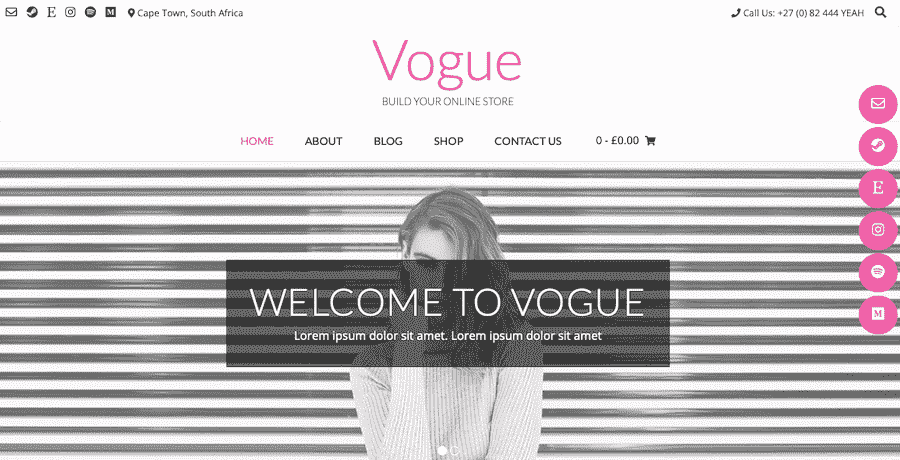 Cape Town, South Africa
Call Us: +27 (0) 82 444 YEAH
Vogue
BUILD YOUR ONLINE STORE
HOME ABOUT BLOG SHOP CONTACT US 0 - £0.00
E
WELCOME TO VOGUE
Lorem ipsum dolor sit amet. Lorem ipsum dolor sit amet